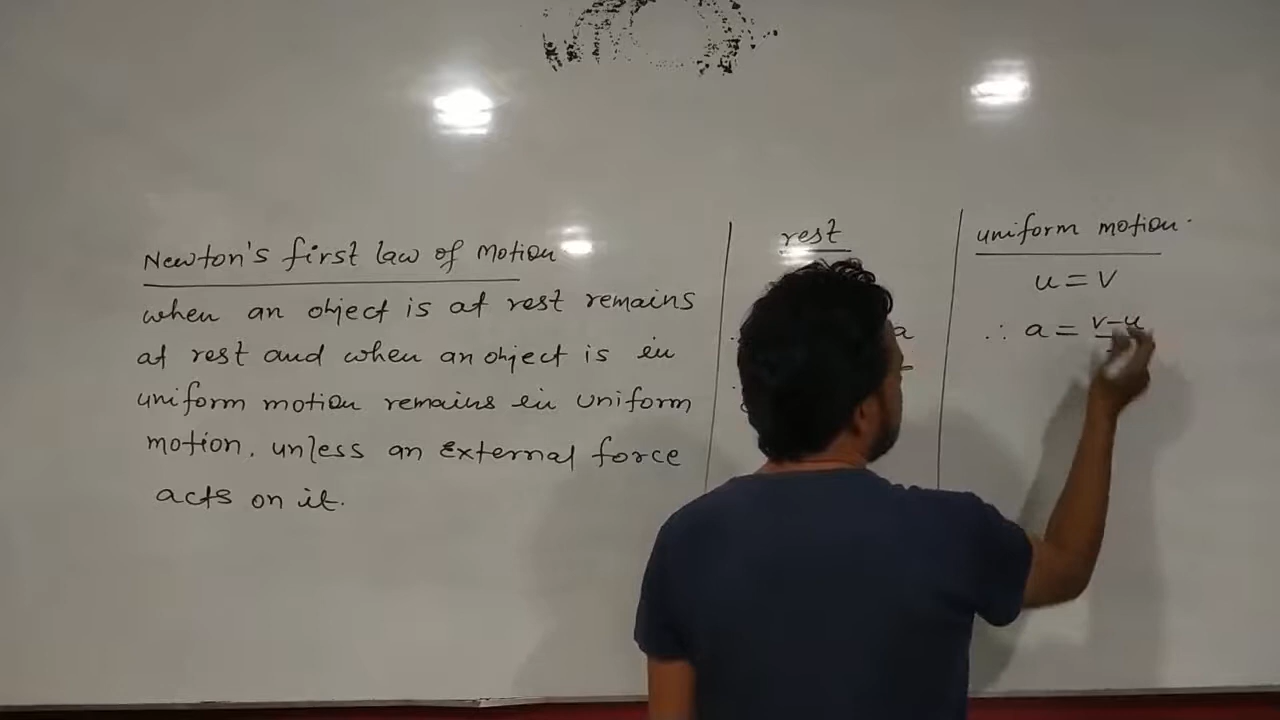 Newton's first law of Motion
when an object is at rest remains
at rest and when an object is in
uniform motion remains in uniform
motion. unless an External force
acts on it.
rest
a
uniform motion.
u = v
∴ a = v-u